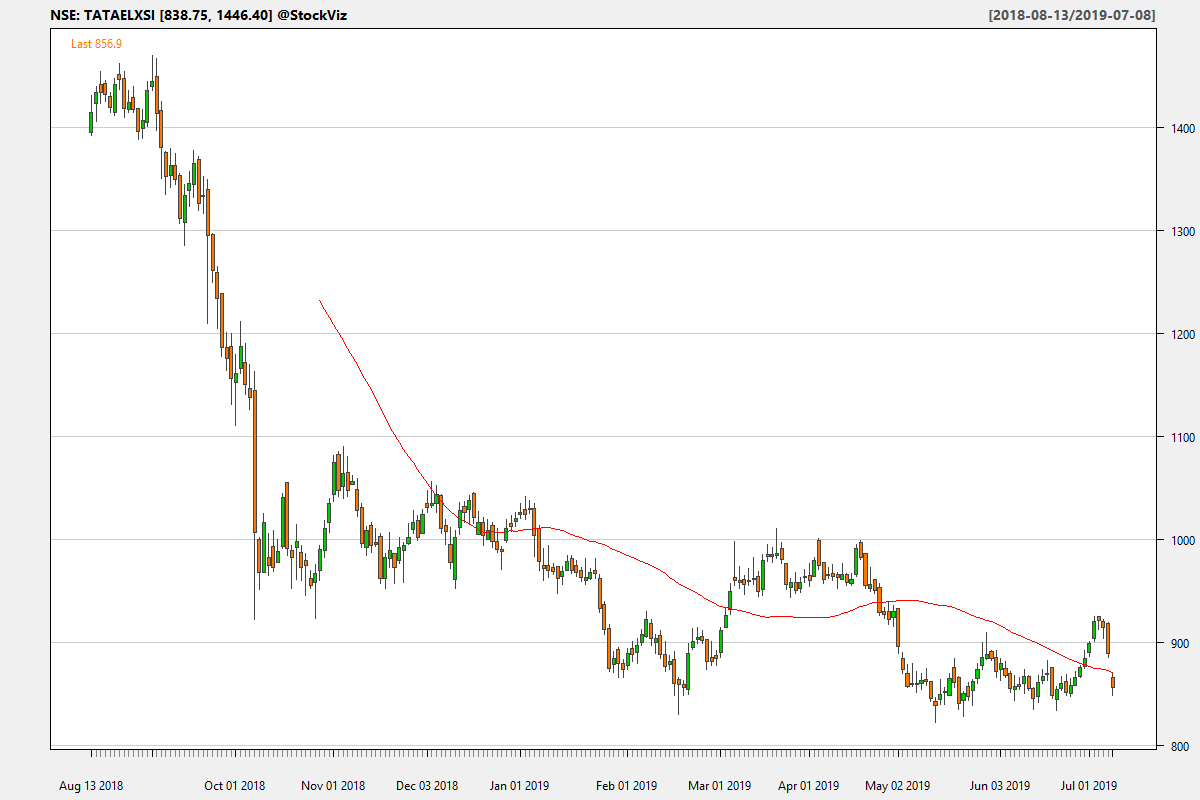 NSE: TATAELXSI [838.75, 1446.40] @StockViz
[2018-08-13/2019-07-08]
Last 856.9
1400
1300
1200
1100
1000
900
800
Aug 13 2018
Oct 01 2018
Nov 01 2018
Dec 03 2018
Jan 01 2019
Feb 01 2019
Mar 01 2019
Apr 01 2019
May 02 2019
Jun 03 2019
Jul 01 2019